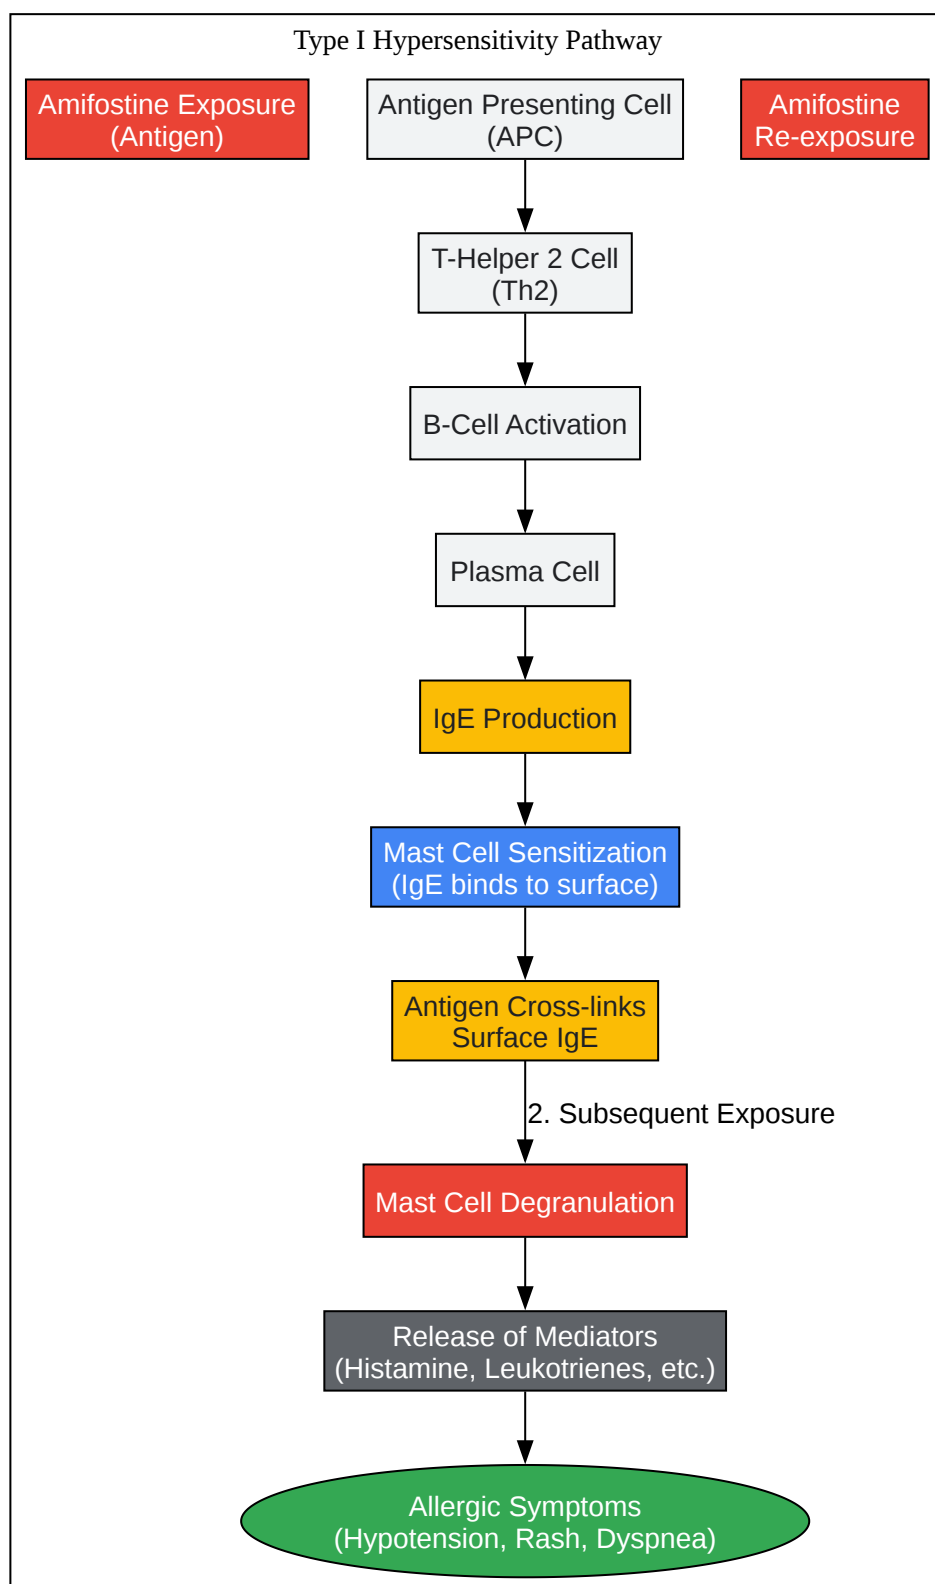 Type I Hypersensitivity Pathway
Amifostine Exposure
(Antigen)
Antigen Presenting Cell
(APC)
Amifostine
Re-exposure
T-Helper 2 Cell
(Th2)
B-Cell Activation
Plasma Cell
IgE Production
Mast Cell Sensitization
(IgE binds to surface)
Antigen Cross-links
Surface IgE
2. Subsequent Exposure
Mast Cell Degranulation
Release of Mediators
(Histamine, Leukotrienes, etc.)
Allergic Symptoms
(Hypotension, Rash, Dyspnea)